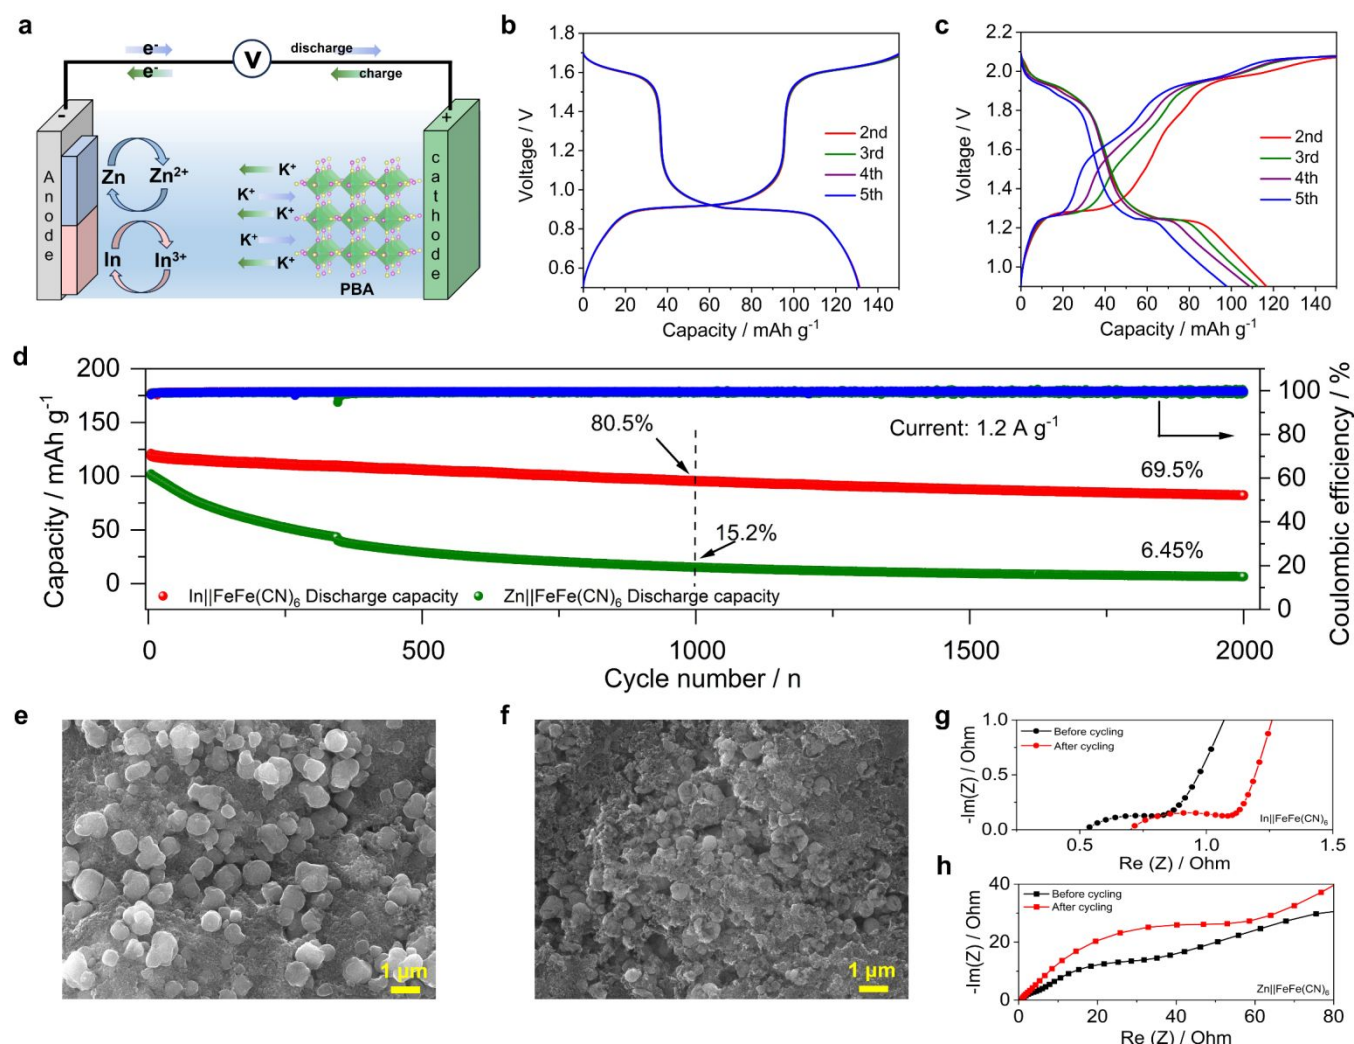 a
e⁻
e⁻
V
discharge
charge
-
+
Anode
cathode
Zn
Zn²⁺
In
In³⁺
K⁺
K⁺
K⁺
K⁺
K⁺
PBA
b
Voltage / V
1.8
1.6
1.4
1.2
1.0
0.8
0.6
2nd
3rd
4th
5th
0 20 40 60 80 100 120 140
Capacity / mAh g⁻¹
c
Voltage / V
2.2
2.0
1.8
1.6
1.4
1.2
1.0
2nd
3rd
4th
5th
0 20 40 60 80 100 120 140
Capacity / mAh g⁻¹
d
Capacity / mAh g⁻¹
200
175
150
125
100
75
50
25
0
80.5%
Current: 1.2 A g⁻¹
69.5%
15.2%
6.45%
In||FeFe(CN)₆ Discharge capacity
Zn||FeFe(CN)₆ Discharge capacity
100
80
60
40
20
0
Coulombic efficiency / %
0 500 1000 1500 2000
Cycle number / n
e
1 μm
f
1 μm
g
-Im(Z) / Ohm
1.0
0.5
0.0
Before cycling
After cycling
In||FeFe(CN)₆
0.5 1.0 1.5
Re (Z) / Ohm
h
-Im(Z) / Ohm
40
20
0
Before cycling
After cycling
Zn||FeFe(CN)₆
0 20 40 60 80
Re (Z) / Ohm